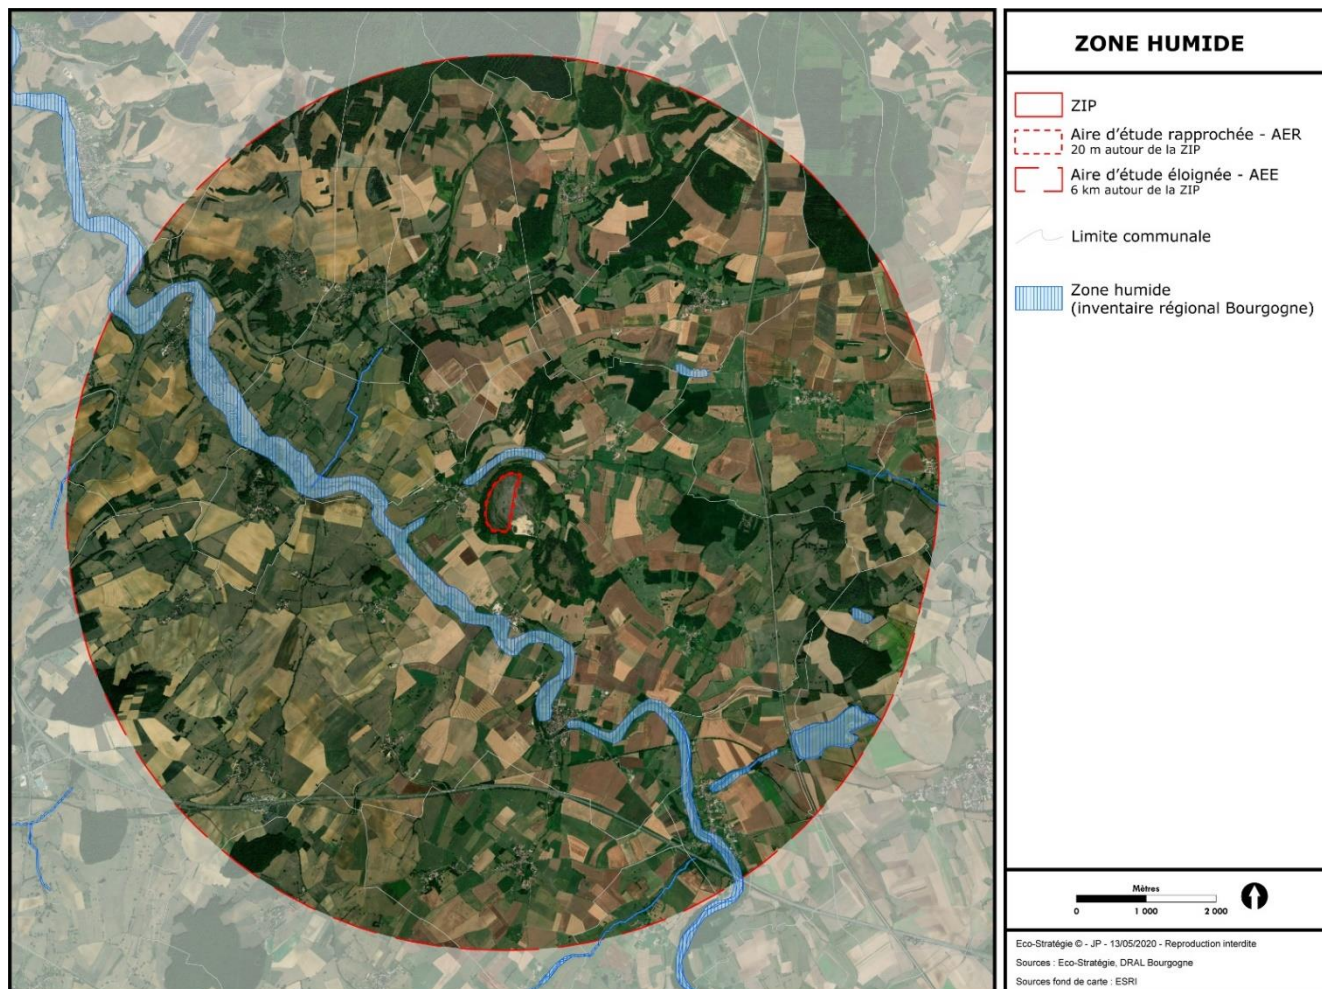 ZONE HUMIDE
ZIP
Aire d'étude rapprochée - AER
20 m autour de la ZIP
Aire d'étude éloignée - AEE
6 km autour de la ZIP
Limite communale
Zone humide
(inventaire régional Bourgogne)
Mètres
0 1 000 2 000
Eco-Stratégie © - JP - 13/05/2020 - Reproduction interdite
Sources : Eco-Stratégie, DRAL Bourgogne
Sources fond de carte : ESRI